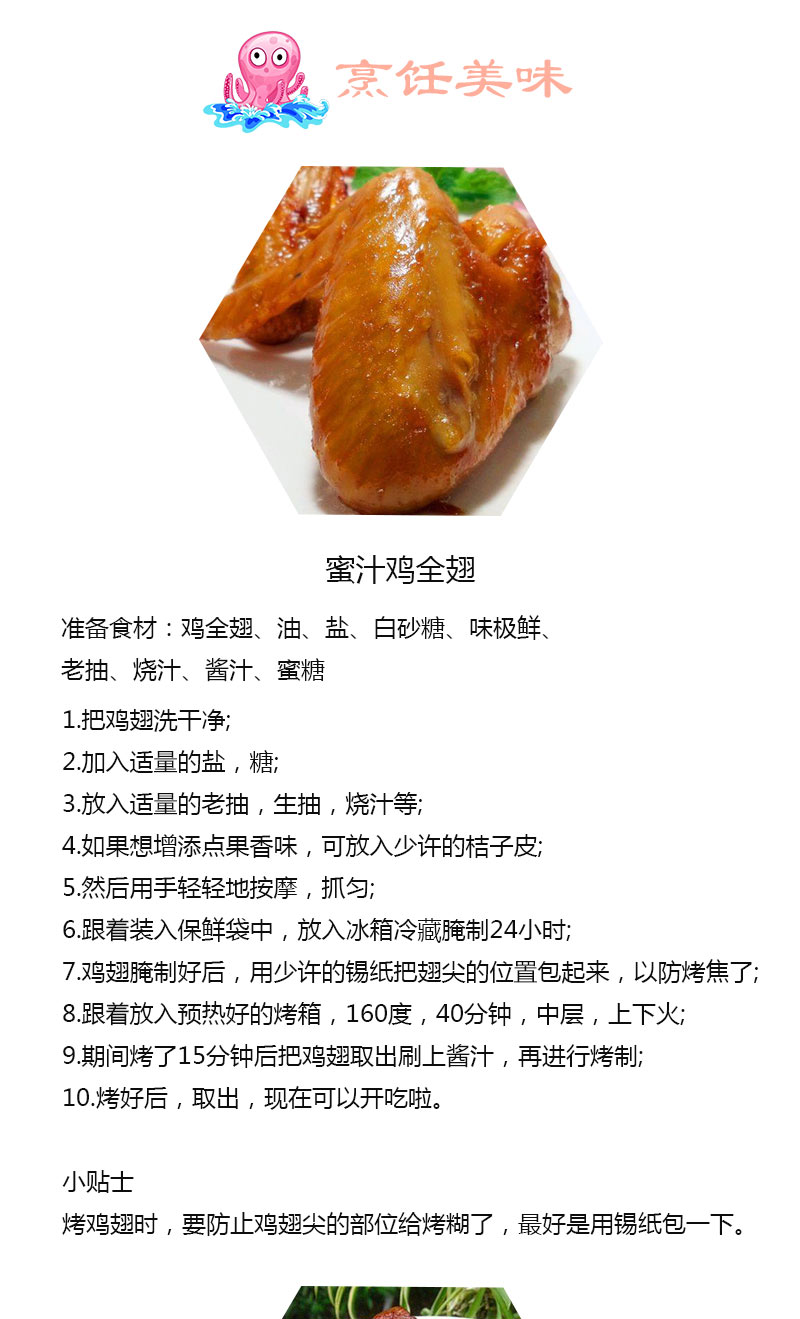 烹饪美味
蜜汁鸡全翅
准备食材：鸡全翅、油、盐、白砂糖、味极鲜、
老抽、烧汁、酱汁、蜜糖
1.把鸡翅洗干净;
2.加入适量的盐，糖;
3.放入适量的老抽，生抽，烧汁等;
4.如果想增添点果香味，可放入少许的桔子皮;
5.然后用手轻轻地按摩，抓匀;
6.跟着装入保鲜袋中，放入冰箱冷藏腌制24小时;
7.鸡翅腌制好后，用少许的锡纸把翅尖的位置包起来，以防烤焦了;
8.跟着放入预热好的烤箱，160度，40分钟，中层，上下火;
9.期间烤了15分钟后把鸡翅取出刷上酱汁，再进行烤制;
10.烤好后，取出，现在可以开吃啦。
小贴士
烤鸡翅时，要防止鸡翅尖的部位给烤糊了，最好是用锡纸包一下。